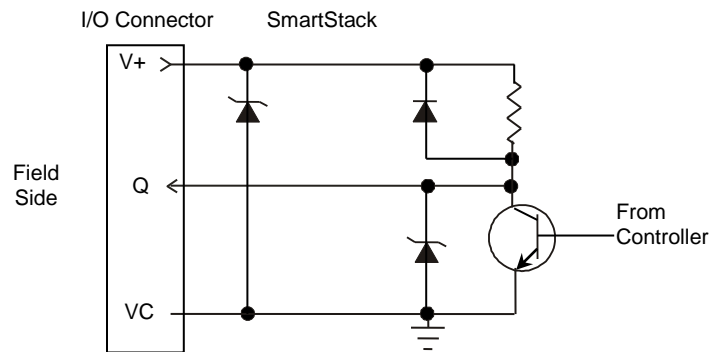 I/O Connector SmartStack
V+
Field
Side
Q
From
Controller
VC